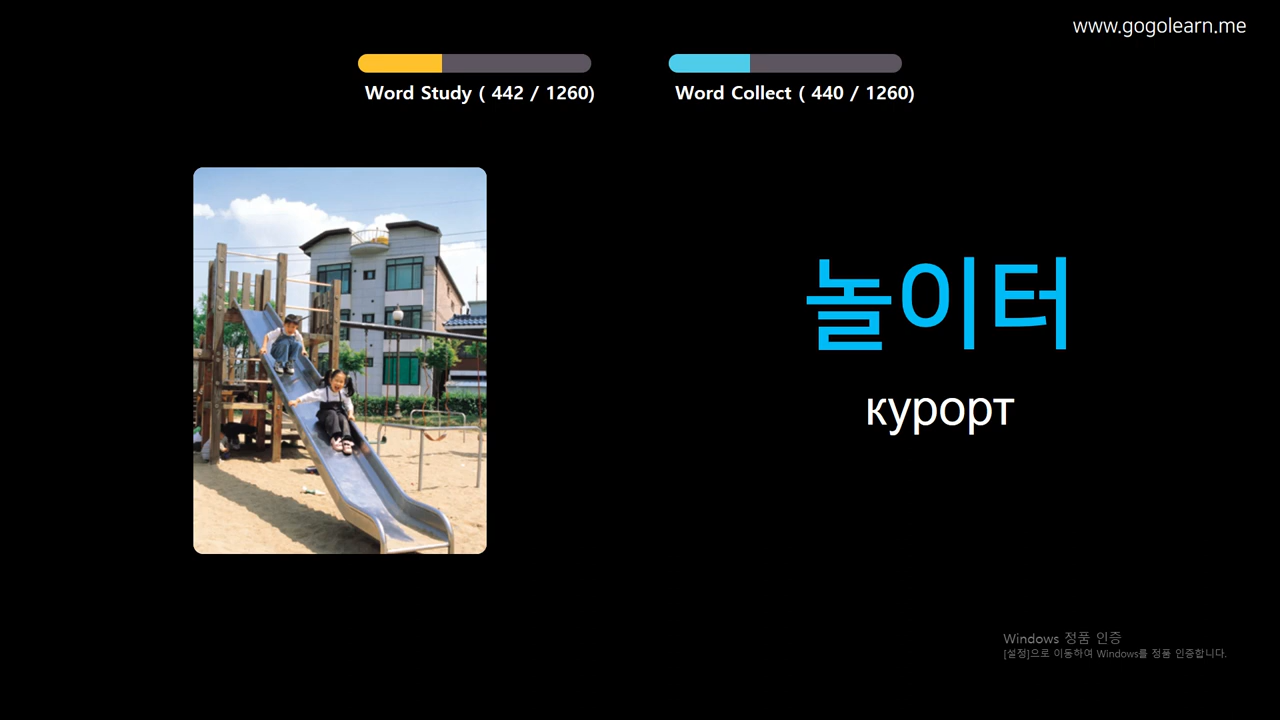 www.gogolearn.me
Word Study ( 442 / 1260)
Word Collect ( 440 / 1260)
놀이터
курорт
Windows 정품 인증
[설정]으로 이동하여 Windows를 정품 인증합니다.